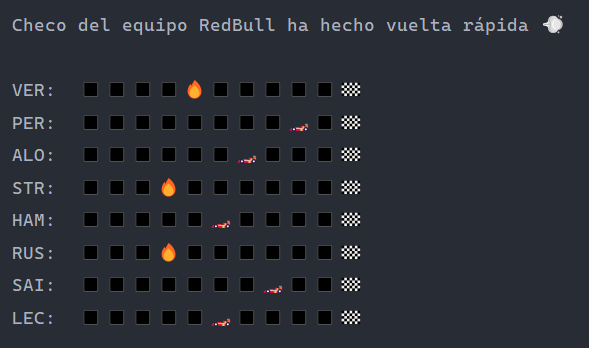 Checo del equipo RedBull ha hecho vuelta rápida 💨
VER: ⬛⬛⬛⬛🔥⬛⬛⬛⬛⬛🏁
PER: ⬛⬛⬛⬛⬛⬛⬛⬛🏎⬛🏁
ALO: ⬛⬛⬛⬛⬛⬛🏎⬛⬛⬛🏁
STR: ⬛⬛⬛🔥⬛⬛⬛⬛⬛⬛🏁
HAM: ⬛⬛⬛⬛⬛🏎⬛⬛⬛⬛🏁
RUS: ⬛⬛⬛🔥⬛⬛⬛⬛⬛⬛🏁
SAI: ⬛⬛⬛⬛⬛⬛⬛🏎⬛⬛🏁
LEC: ⬛⬛⬛⬛⬛🏎⬛⬛⬛⬛🏁